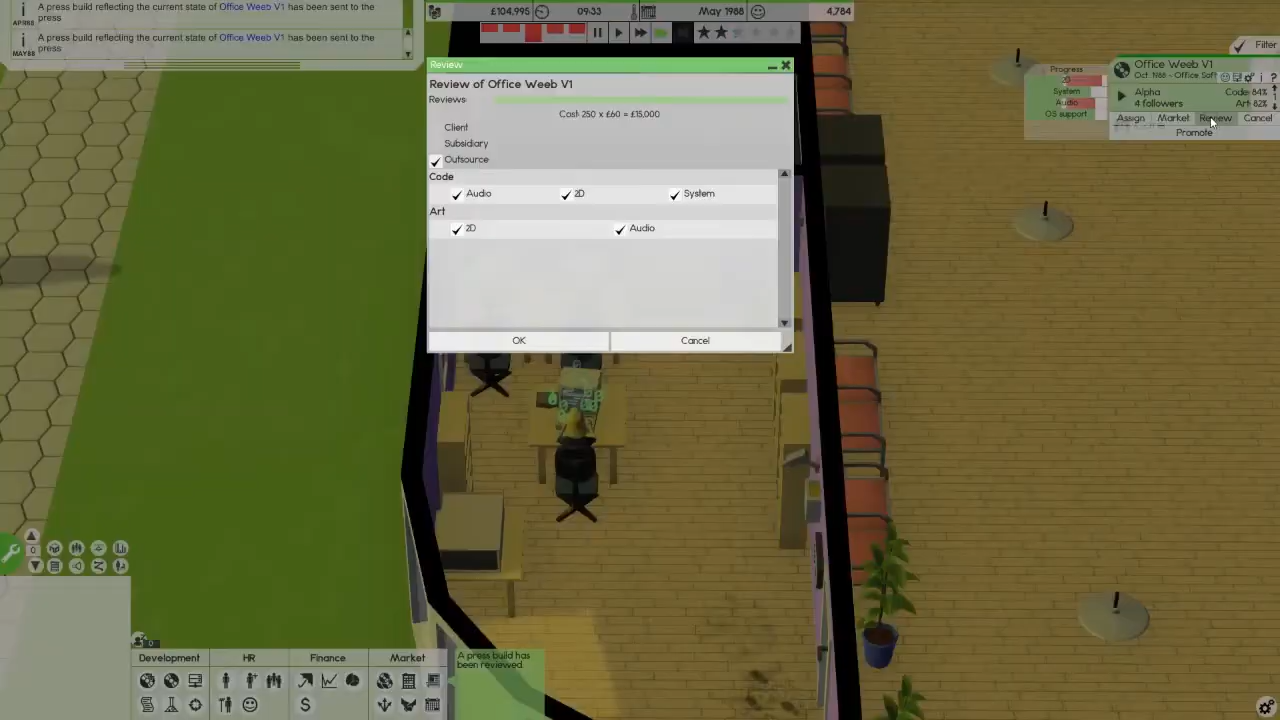 A press build reflecting the current state of Office Weeb V1 has been sent to the press
APR88
A press build reflecting the current state of Office Weeb V1 has been sent to the press
MAY88
£104,995
09:33
May 1988
4,784
Filter
Review
Review of Office Weeb V1
Reviews
Cost: 250 x £60 = £15,000
Client
Subsidiary
Outsource
Code
Audio
2D
System
Art
2D
Audio
OK
Cancel
Progress
2D
System
Audio
OS support
Office Weeb V1
Alpha
Code: 84%
4 followers
Art: 82%
Assign
Market
Review
Cancel
Promote
0
Development
HR
Finance
Market
A press build has
been reviewed